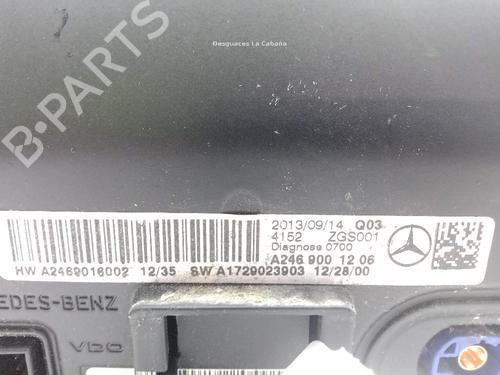 Desguaces La Cabaña
B-PARTS
2013/09/14 Q03
4152 ZGS001
Diagnose 0700
A246 900 12 06
HW A2469016002 12/35 SW A1729023903 12/28/00
EDES-BENZ
VDO